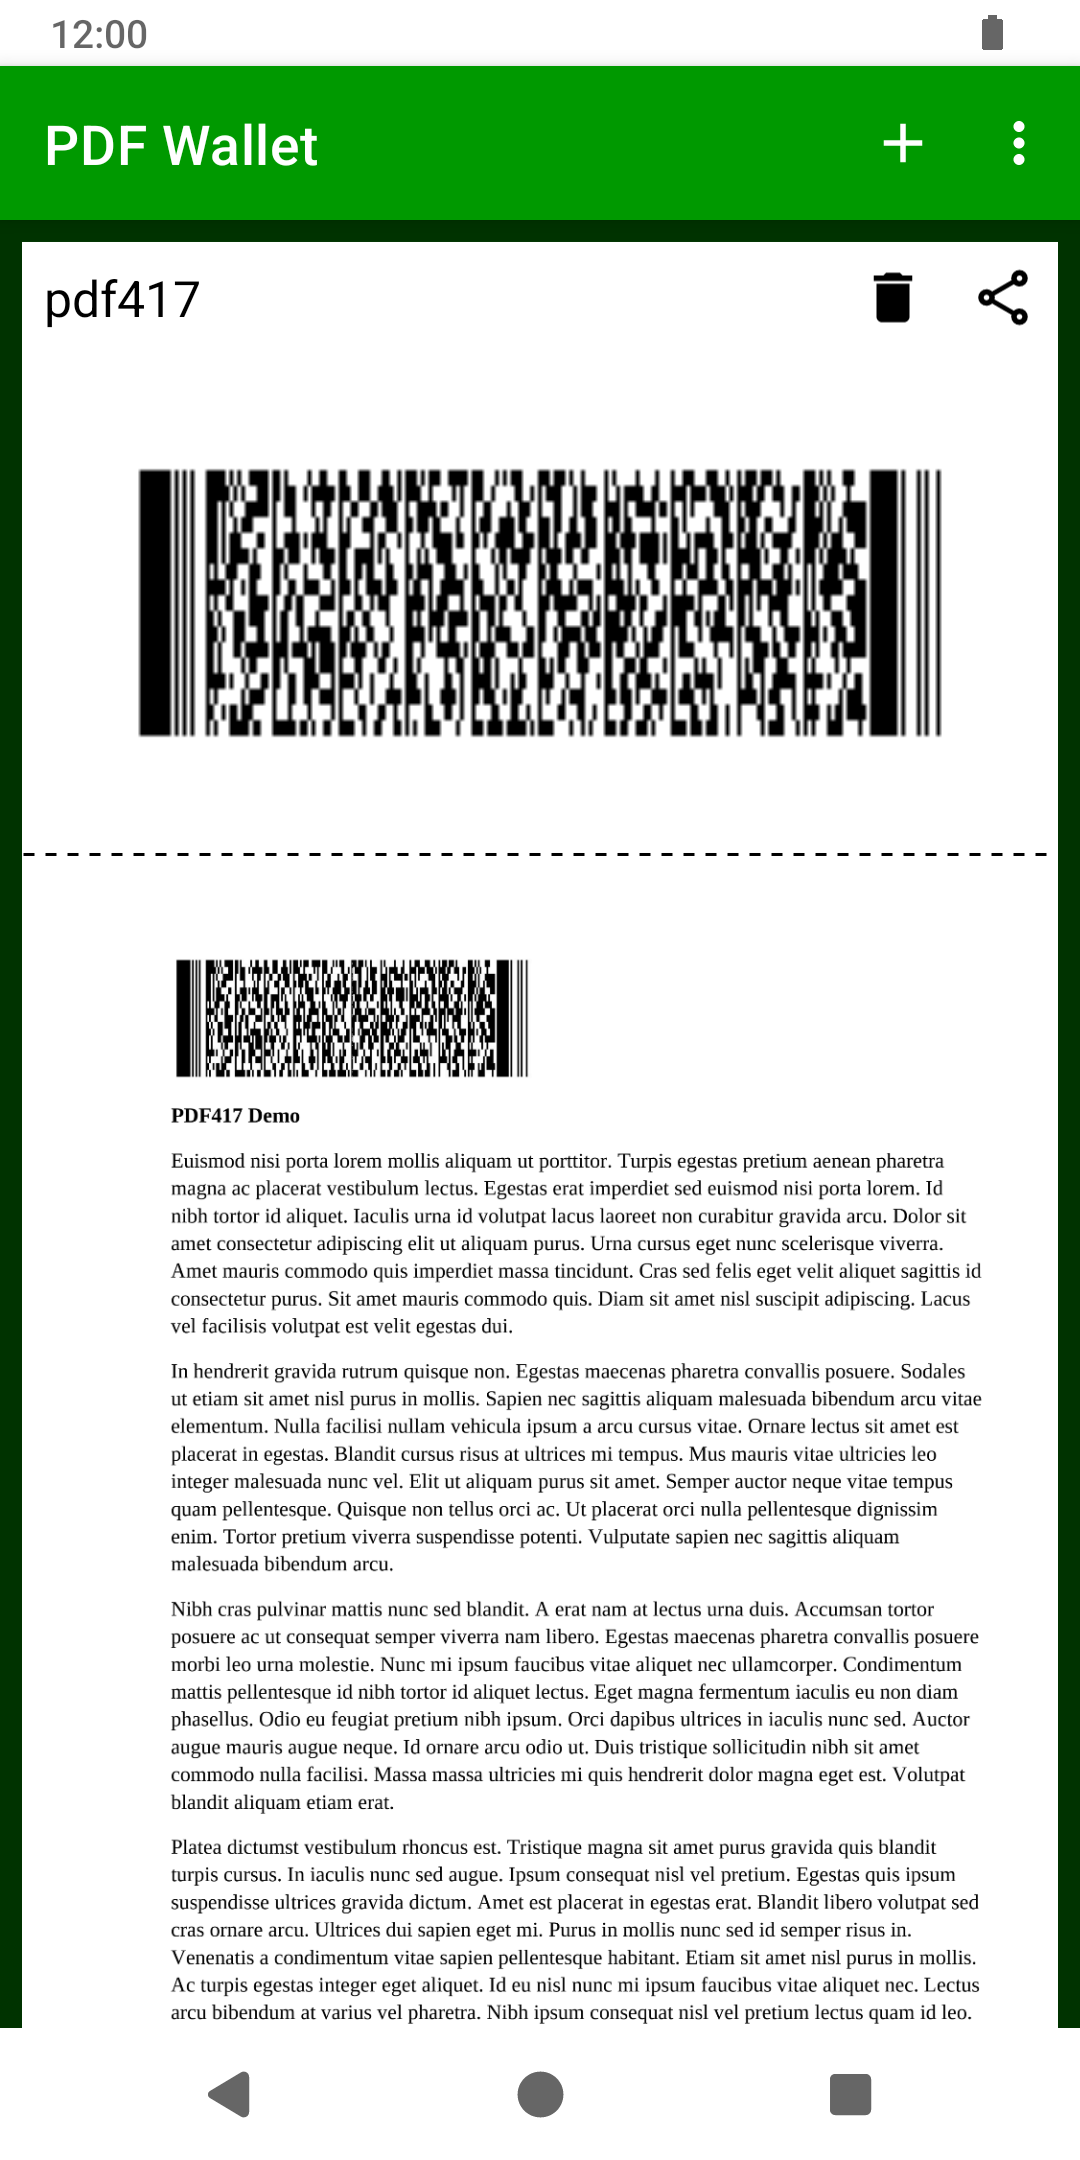 12:00
PDF Wallet
pdf417
PDF417 Demo
Euismod nisi porta lorem mollis aliquam ut porttitor. Turpis egestas pretium aenean pharetra
magna ac placerat vestibulum lectus. Egestas erat imperdiet sed euismod nisi porta lorem. Id
nibh tortor id aliquet. Iaculis urna id volutpat lacus laoreet non curabitur gravida arcu. Dolor sit
amet consectetur adipiscing elit ut aliquam purus. Urna cursus eget nunc scelerisque viverra.
Amet mauris commodo quis imperdiet massa tincidunt. Cras sed felis eget velit aliquet sagittis id
consectetur purus. Sit amet mauris commodo quis. Diam sit amet nisl suscipit adipiscing. Lacus
vel facilisis volutpat est velit egestas dui.
In hendrerit gravida rutrum quisque non. Egestas maecenas pharetra convallis posuere. Sodales
ut etiam sit amet nisl purus in mollis. Sapien nec sagittis aliquam malesuada bibendum arcu vitae
elementum. Nulla facilisi nullam vehicula ipsum a arcu cursus vitae. Ornare lectus sit amet est
placerat in egestas. Blandit cursus risus at ultrices mi tempus. Mus mauris vitae ultricies leo
integer malesuada nunc vel. Elit ut aliquam purus sit amet. Semper auctor neque vitae tempus
quam pellentesque. Quisque non tellus orci ac. Ut placerat orci nulla pellentesque dignissim
enim. Tortor pretium viverra suspendisse potenti. Vulputate sapien nec sagittis aliquam
malesuada bibendum arcu.
Nibh cras pulvinar mattis nunc sed blandit. A erat nam at lectus urna duis. Accumsan tortor
posuere ac ut consequat semper viverra nam libero. Egestas maecenas pharetra convallis posuere
morbi leo urna molestie. Nunc mi ipsum faucibus vitae aliquet nec ullamcorper. Condimentum
mattis pellentesque id nibh tortor id aliquet lectus. Eget magna fermentum iaculis eu non diam
phasellus. Odio eu feugiat pretium nibh ipsum. Orci dapibus ultrices in iaculis nunc sed. Auctor
augue mauris augue neque. Id ornare arcu odio ut. Duis tristique sollicitudin nibh sit amet
commodo nulla facilisi. Massa massa ultricies mi quis hendrerit dolor magna eget est. Volutpat
blandit aliquam etiam erat.
Platea dictumst vestibulum rhoncus est. Tristique magna sit amet purus gravida quis blandit
turpis cursus. In iaculis nunc sed augue. Ipsum consequat nisl vel pretium. Egestas quis ipsum
suspendisse ultrices gravida dictum. Amet est placerat in egestas erat. Blandit libero volutpat sed
cras ornare arcu. Ultrices dui sapien eget mi. Purus in mollis nunc sed id semper risus in.
Venenatis a condimentum vitae sapien pellentesque habitant. Etiam sit amet nisl purus in mollis.
Ac turpis egestas integer eget aliquet. Id eu nisl nunc mi ipsum faucibus vitae aliquet nec. Lectus
arcu bibendum at varius vel pharetra. Nibh ipsum consequat nisl vel pretium lectus quam id leo.